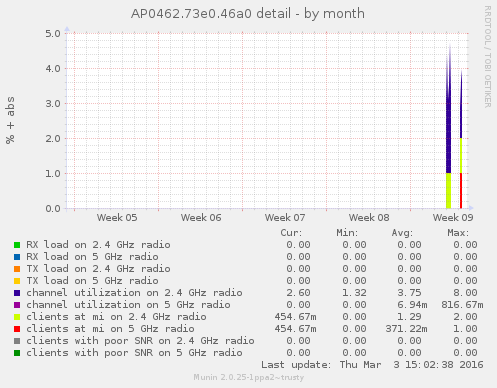 AP0462.73e0.46a0 detail - by month
RRDTOOL / TOBI OETIKER
% + abs
5.0
4.0
3.0
2.0
1.0
0.0
Week 05 Week 06 Week 07 Week 08 Week 09
Cur: Min: Avg: Max:
RX load on 2.4 GHz radio 0.00 0.00 0.00 0.00
RX load on 5 GHz radio 0.00 0.00 0.00 0.00
TX load on 2.4 GHz radio 0.00 0.00 0.00 0.00
TX load on 5 GHz radio 0.00 0.00 0.00 0.00
channel utilization on 2.4 GHz radio 2.60 1.32 3.75 8.00
channel utilization on 5 GHz radio 0.00 0.00 6.94m 816.67m
clients at mi on 2.4 GHz radio 454.67m 0.00 1.29 2.00
clients at mi on 5 GHz radio 454.67m 0.00 371.22m 1.00
clients with poor SNR on 2.4 GHz radio 0.00 0.00 0.00 0.00
clients with poor SNR on 5 GHz radio 0.00 0.00 0.00 0.00
Last update: Thu Mar 3 15:02:38 2016
Munin 2.0.25-1ppa2~trusty